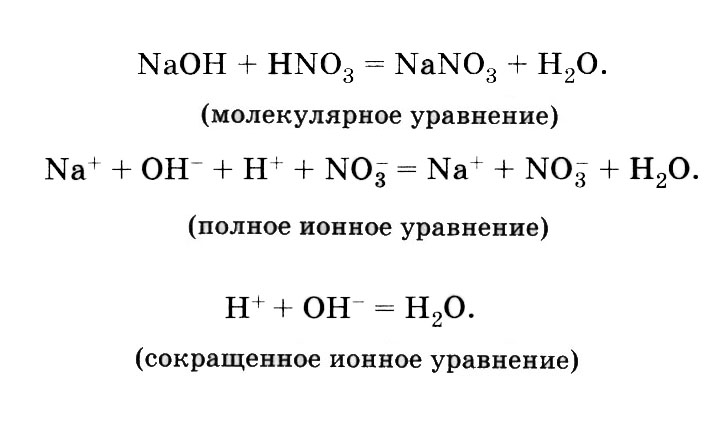 NaOH + HNO₃ = NaNO₃ + H₂O.
(молекулярное уравнение)
Na⁺ + OH⁻ + H⁺ + NO₃⁻ = Na⁺ + NO₃⁻ + H₂O.
(полное ионное уравнение)
H⁺ + OH⁻ = H₂O.
(сокращенное ионное уравнение)